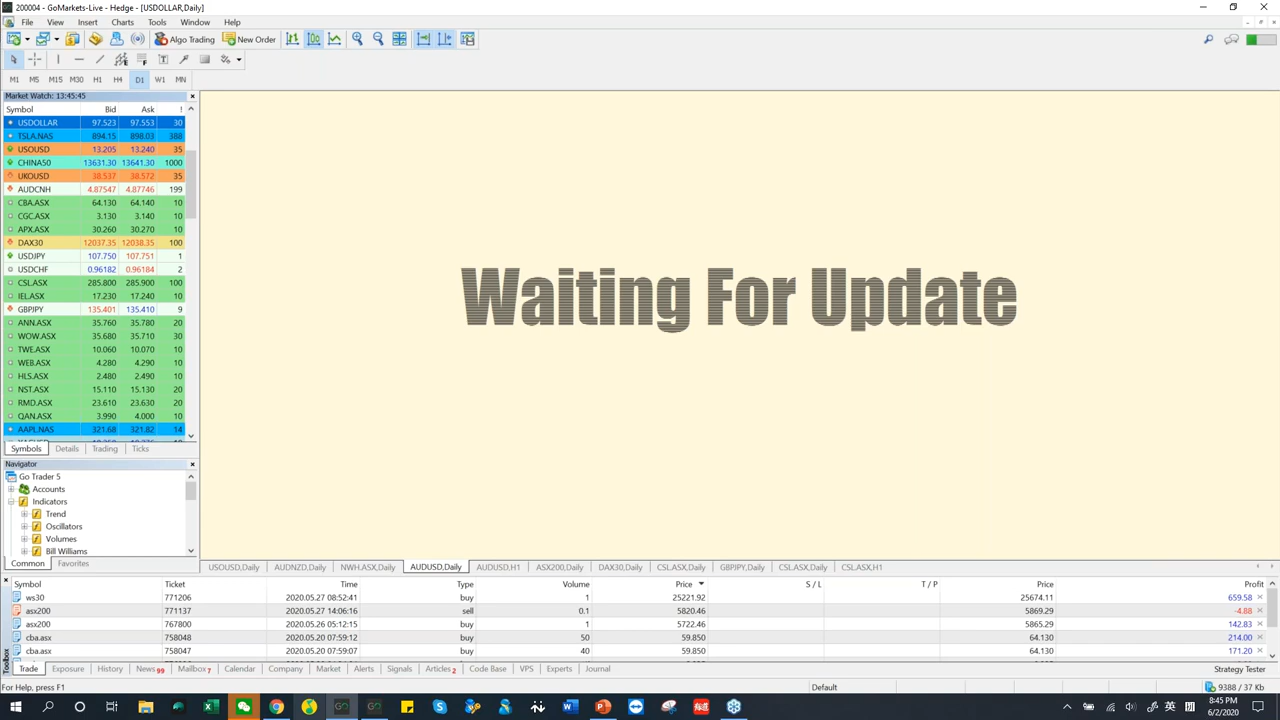 200004 - GoMarkets-Live - Hedge - [USDOLLAR,Daily]
File View Insert Charts Tools Window Help
Algo Trading New Order
M1 M5 M15 M30 H1 H4 D1 W1 MN
Market Watch: 13:45:45
Symbol Bid Ask !
USDOLLAR 97.523 97.553 30
TSLA.NAS 894.15 898.03 388
USOUSD 13.205 13.240 35
CHINA50 13631.30 13641.30 1000
UKOUSD 38.537 38.572 35
AUDCNH 4.87547 4.87746 199
CBA.ASX 64.130 64.140 10
CGC.ASX 3.130 3.140 10
APX.ASX 30.260 30.270 10
DAX30 12037.35 12038.35 100
USDJPY 107.750 107.751 1
USDCHF 0.96182 0.96184 2
CSL.ASX 285.800 285.900 100
IEL.ASX 17.230 17.240 10
GBPJPY 135.401 135.410 9
ANN.ASX 35.760 35.780 20
WOW.ASX 35.680 35.710 30
TWE.ASX 10.060 10.070 10
WEB.ASX 4.280 4.290 10
HLS.ASX 2.480 2.490 10
NST.ASX 15.110 15.130 20
RMD.ASX 23.610 23.630 20
QAN.ASX 3.990 4.000 10
AAPL.NAS 321.68 321.82 14
Symbols Details Trading Ticks
Waiting For Update
Navigator
Go Trader 5
Accounts
Indicators
Trend
Oscillators
Volumes
Bill Williams
Common Favorites
USOUSD,Daily AUDNZD,Daily NWH.ASX,Daily AUDUSD,Daily AUDUSD,H1 ASX200,Daily DAX30,Daily CSL.ASX,Daily GBPJPY,Daily CSL.ASX,Daily CSL.ASX,H1
Symbol Ticket Time Type Volume Price S / L T / P Price Profit
ws30 771206 2020.05.27 08:52:41 buy 1 25221.92 25674.11 659.58
asx200 771137 2020.05.27 14:06:16 sell 0.1 5820.46 5869.29 -4.88
asx200 767800 2020.05.26 05:12:15 buy 1 5722.46 5865.29 142.83
cba.asx 758048 2020.05.20 07:59:12 buy 50 59.850 64.130 214.00
cba.asx 758047 2020.05.20 07:59:07 buy 40 59.850 64.130 171.20
Toolbox
Trade Exposure History News 99 Mailbox 7 Calendar Company Market Alerts Signals Articles 2 Code Base VPS Experts Journal Strategy Tester
For Help, press F1 Default 9388 / 37 Kb
英 拼
8:45 PM
6/2/2020